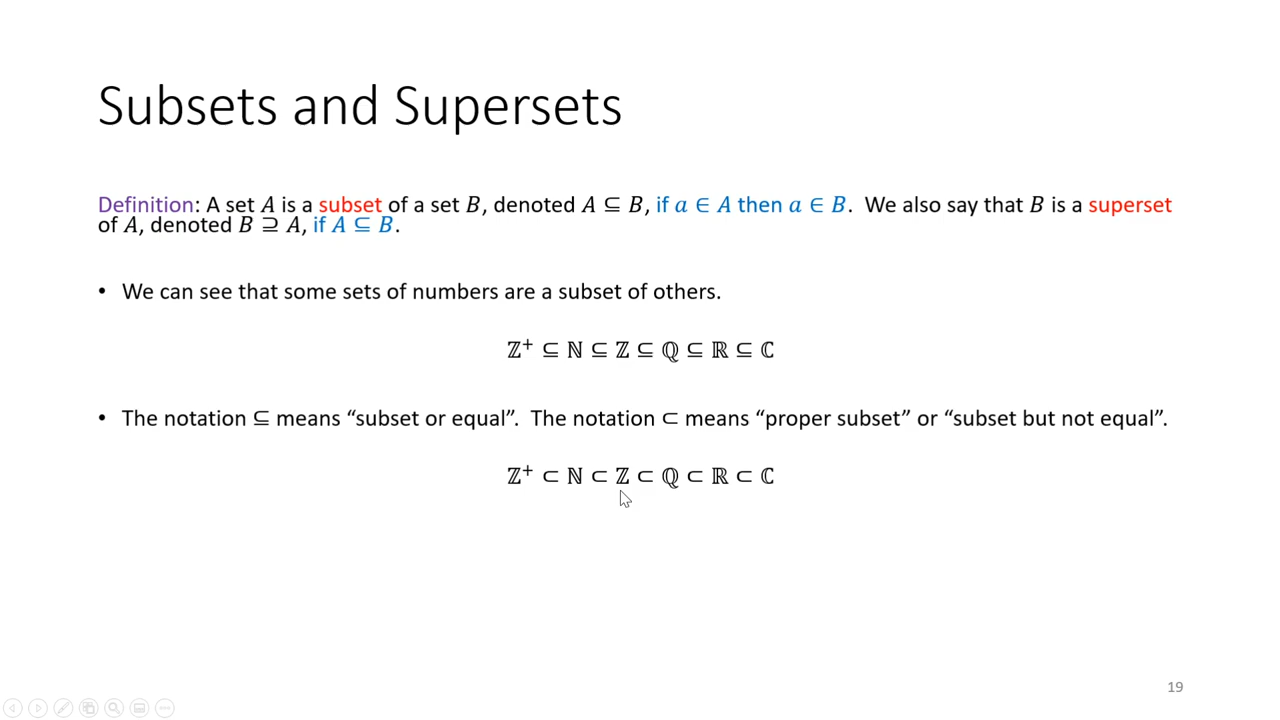 Subsets and Supersets
Definition: A set A is a subset of a set B, denoted A ⊆ B, if a ∈ A then a ∈ B. We also say that B is a superset
of A, denoted B ⊇ A, if A ⊆ B.
• We can see that some sets of numbers are a subset of others.
ℤ⁺ ⊆ ℕ ⊆ ℤ ⊆ ℚ ⊆ ℝ ⊆ ℂ
• The notation ⊆ means “subset or equal”. The notation ⊂ means “proper subset” or “subset but not equal”.
ℤ⁺ ⊂ ℕ ⊂ ℤ ⊂ ℚ ⊂ ℝ ⊂ ℂ
19